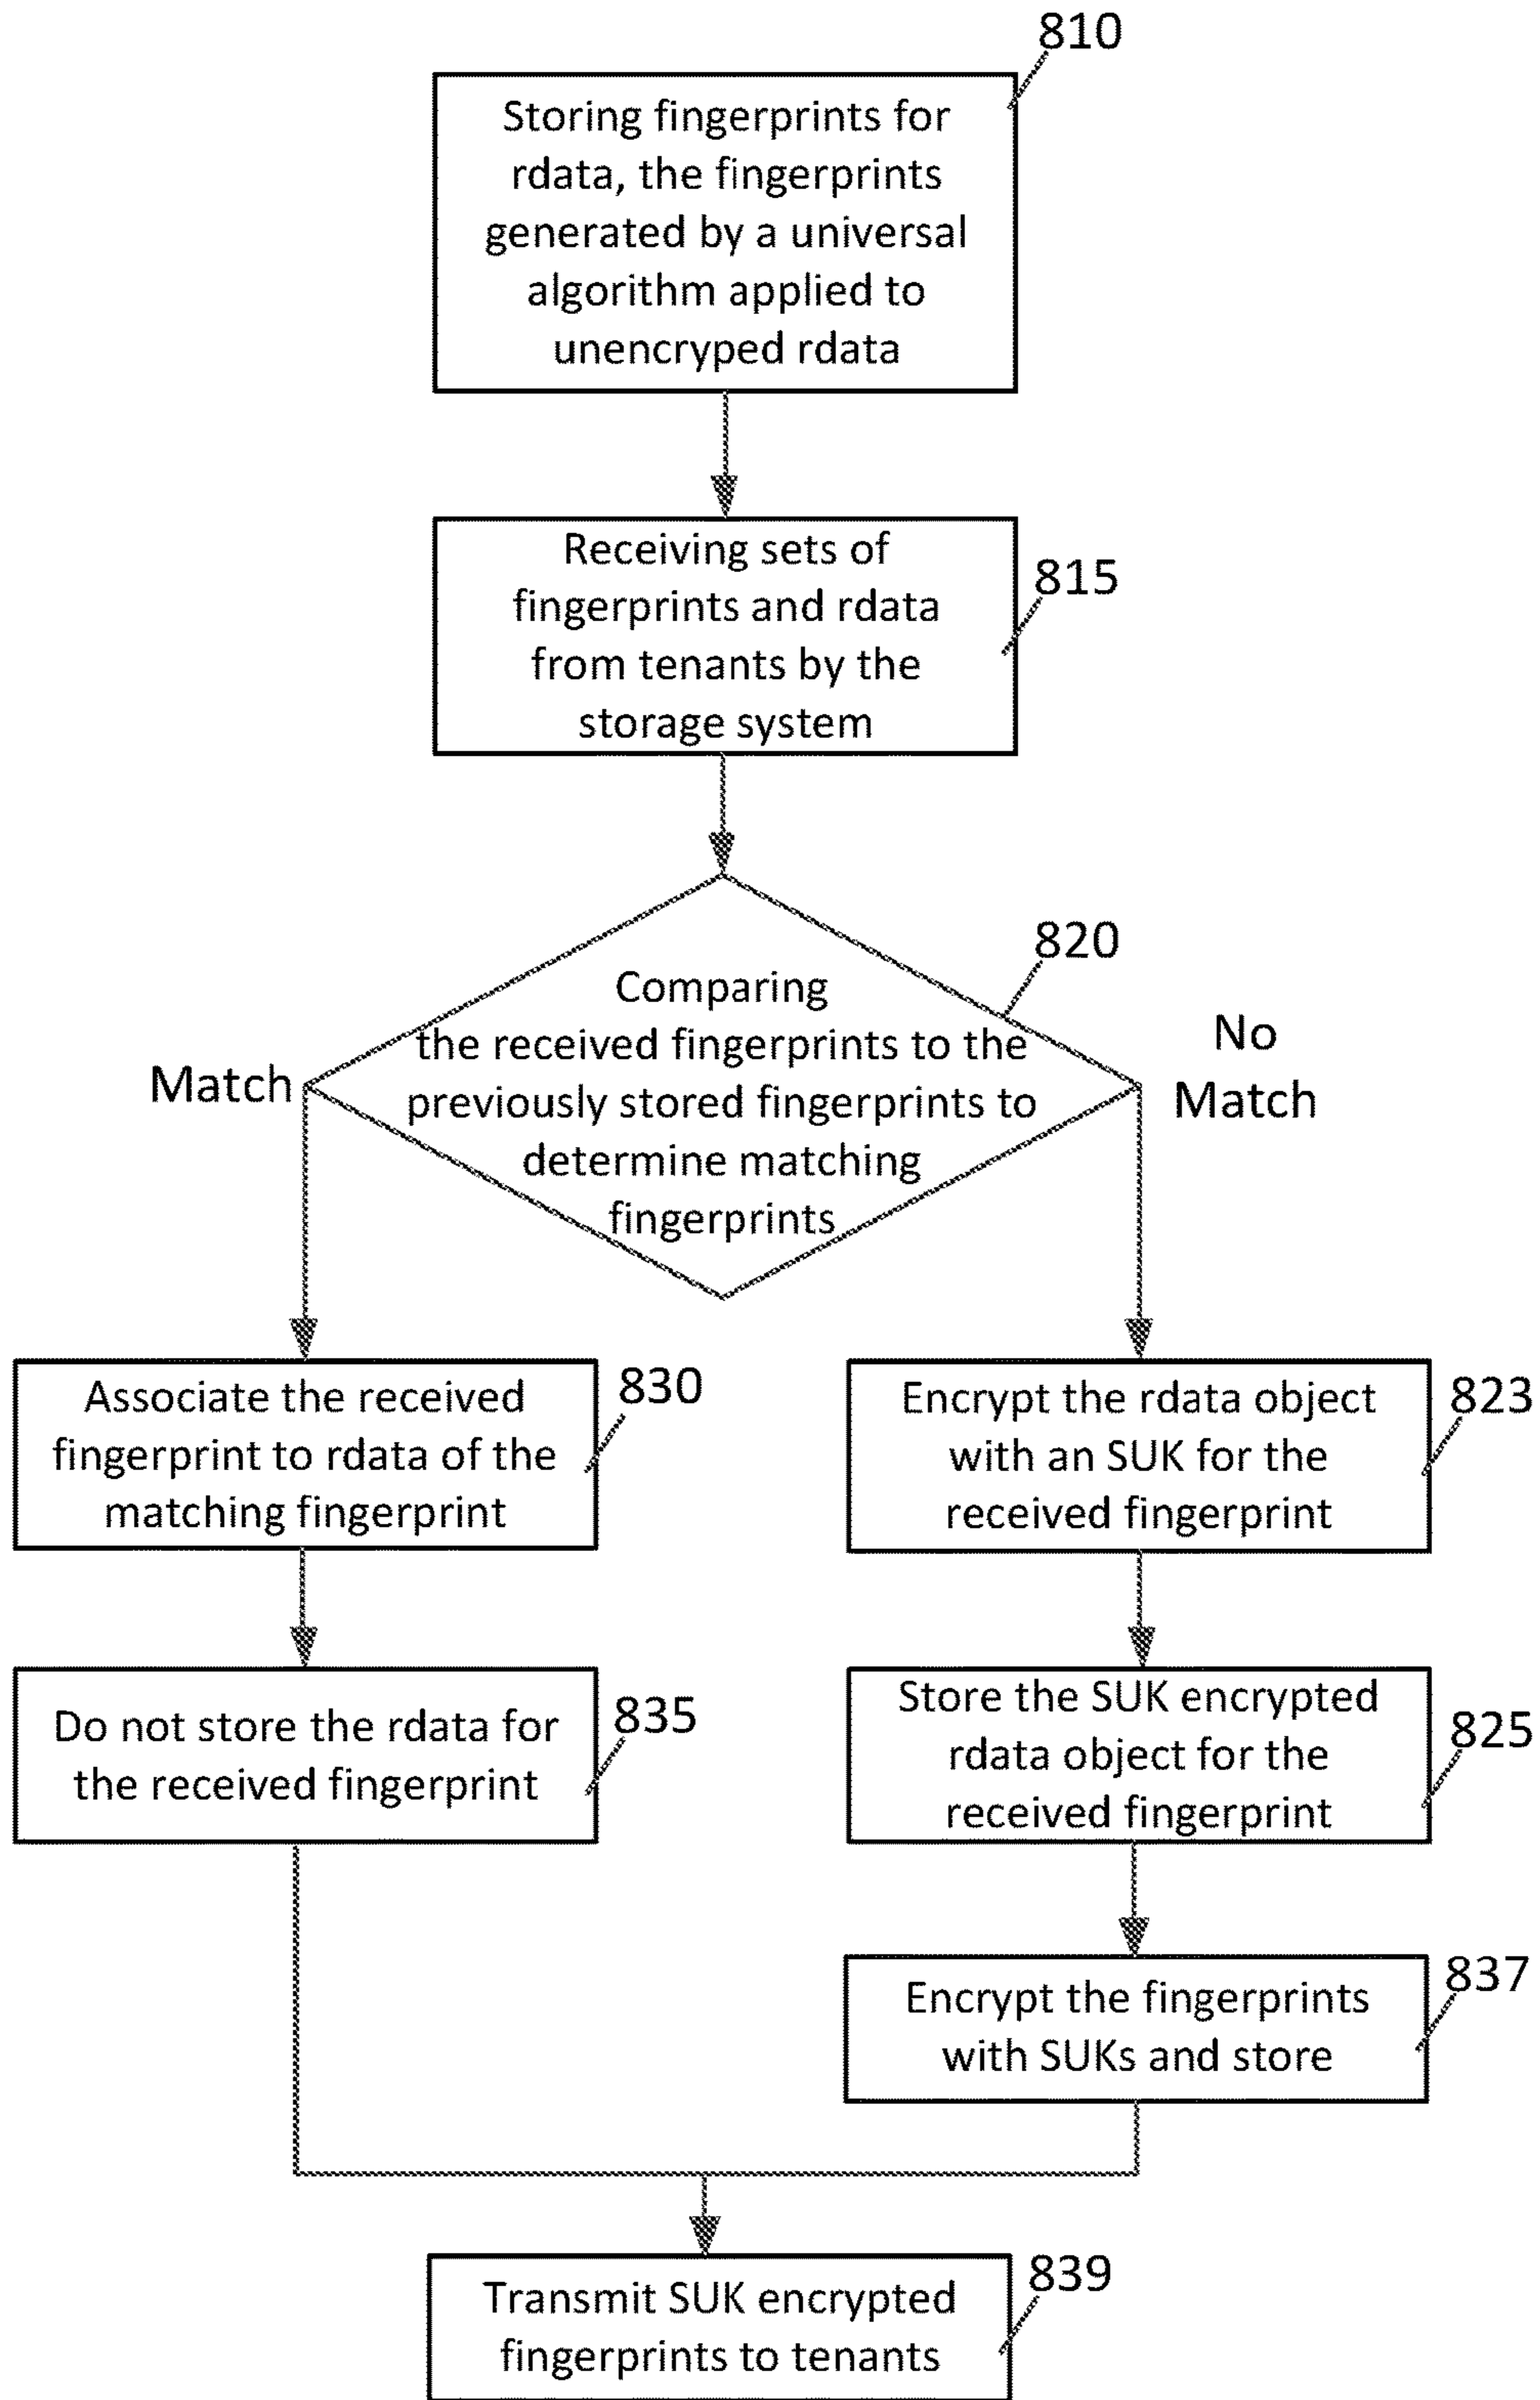 810
Storing fingerprints for
rdata, the fingerprints
generated by a universal
algorithm applied to
unencryped rdata
Receiving sets of
fingerprints and rdata
from tenants by the
storage system
815
820
Comparing
the received fingerprints to the
previously stored fingerprints to
determine matching
fingerprints
Match
No
Match
Associate the received
fingerprint to rdata of the
matching fingerprint
830
Encrypt the rdata object
with an SUK for the
received fingerprint
823
Do not store the rdata for
the received fingerprint
835
Store the SUK encrypted
rdata object for the
received fingerprint
825
Encrypt the fingerprints
with SUKs and store
837
Transmit SUK encrypted
fingerprints to tenants
839